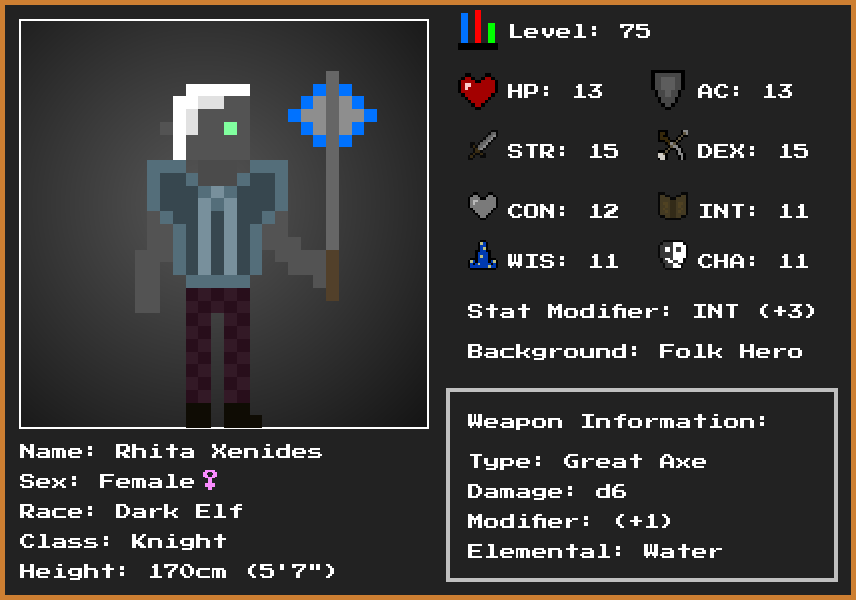 Level: 75
HP: 13 AC: 13
STR: 15 DEX: 15
CON: 12 INT: 11
WIS: 11 CHA: 11
Stat Modifier: INT (+3)
Background: Folk Hero
Weapon Information:
Type: Great Axe
Damage: d6
Modifier: (+1)
Elemental: Water
Name: Rhita Xenides
Sex: Female♀
Race: Dark Elf
Class: Knight
Height: 170cm (5'7")